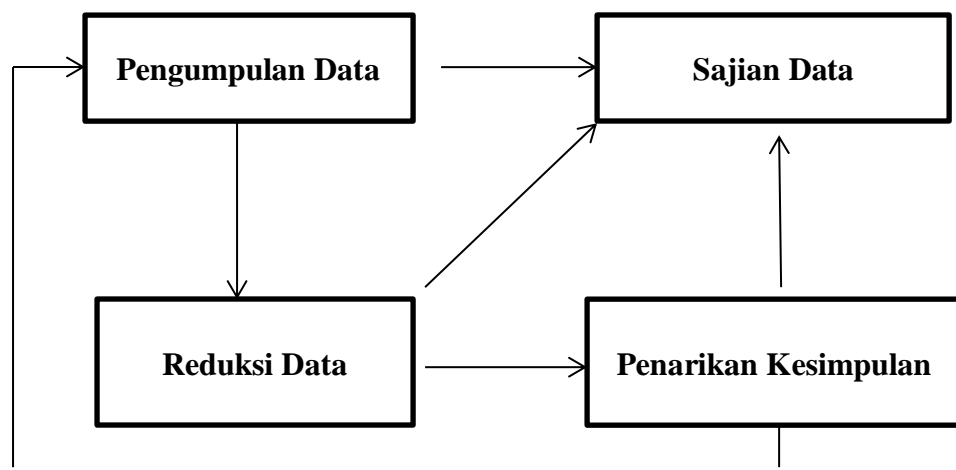 Pengumpulan Data
Sajian Data
Reduksi Data
Penarikan Kesimpulan